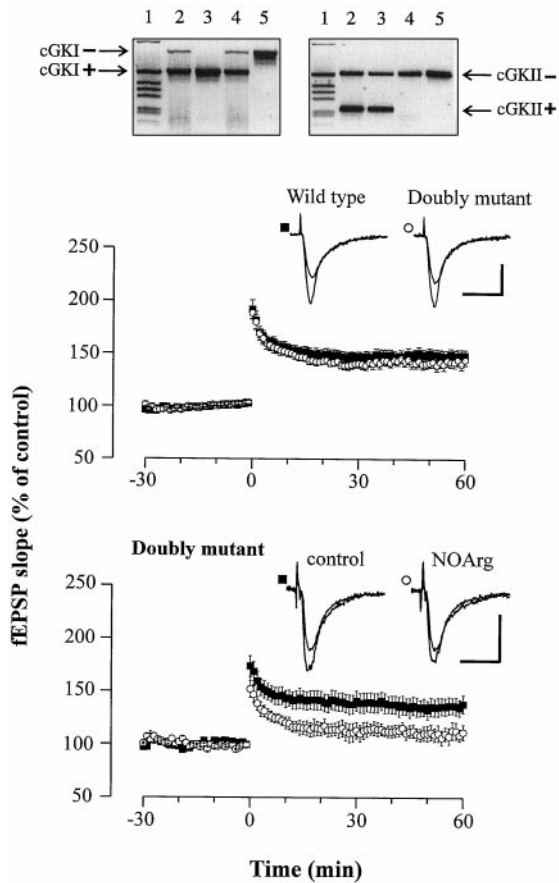 1 2 3 4 5
cGKI −
cGKI +
1 2 3 4 5
cGKII −
cGKII +
Wild type
Doubly mutant
250
200
150
100
50
-30
0
30
60
fEPSP slope (% of control)
Doubly mutant
control
NOArg
250
200
150
100
50
-30
0
30
60
Time (min)